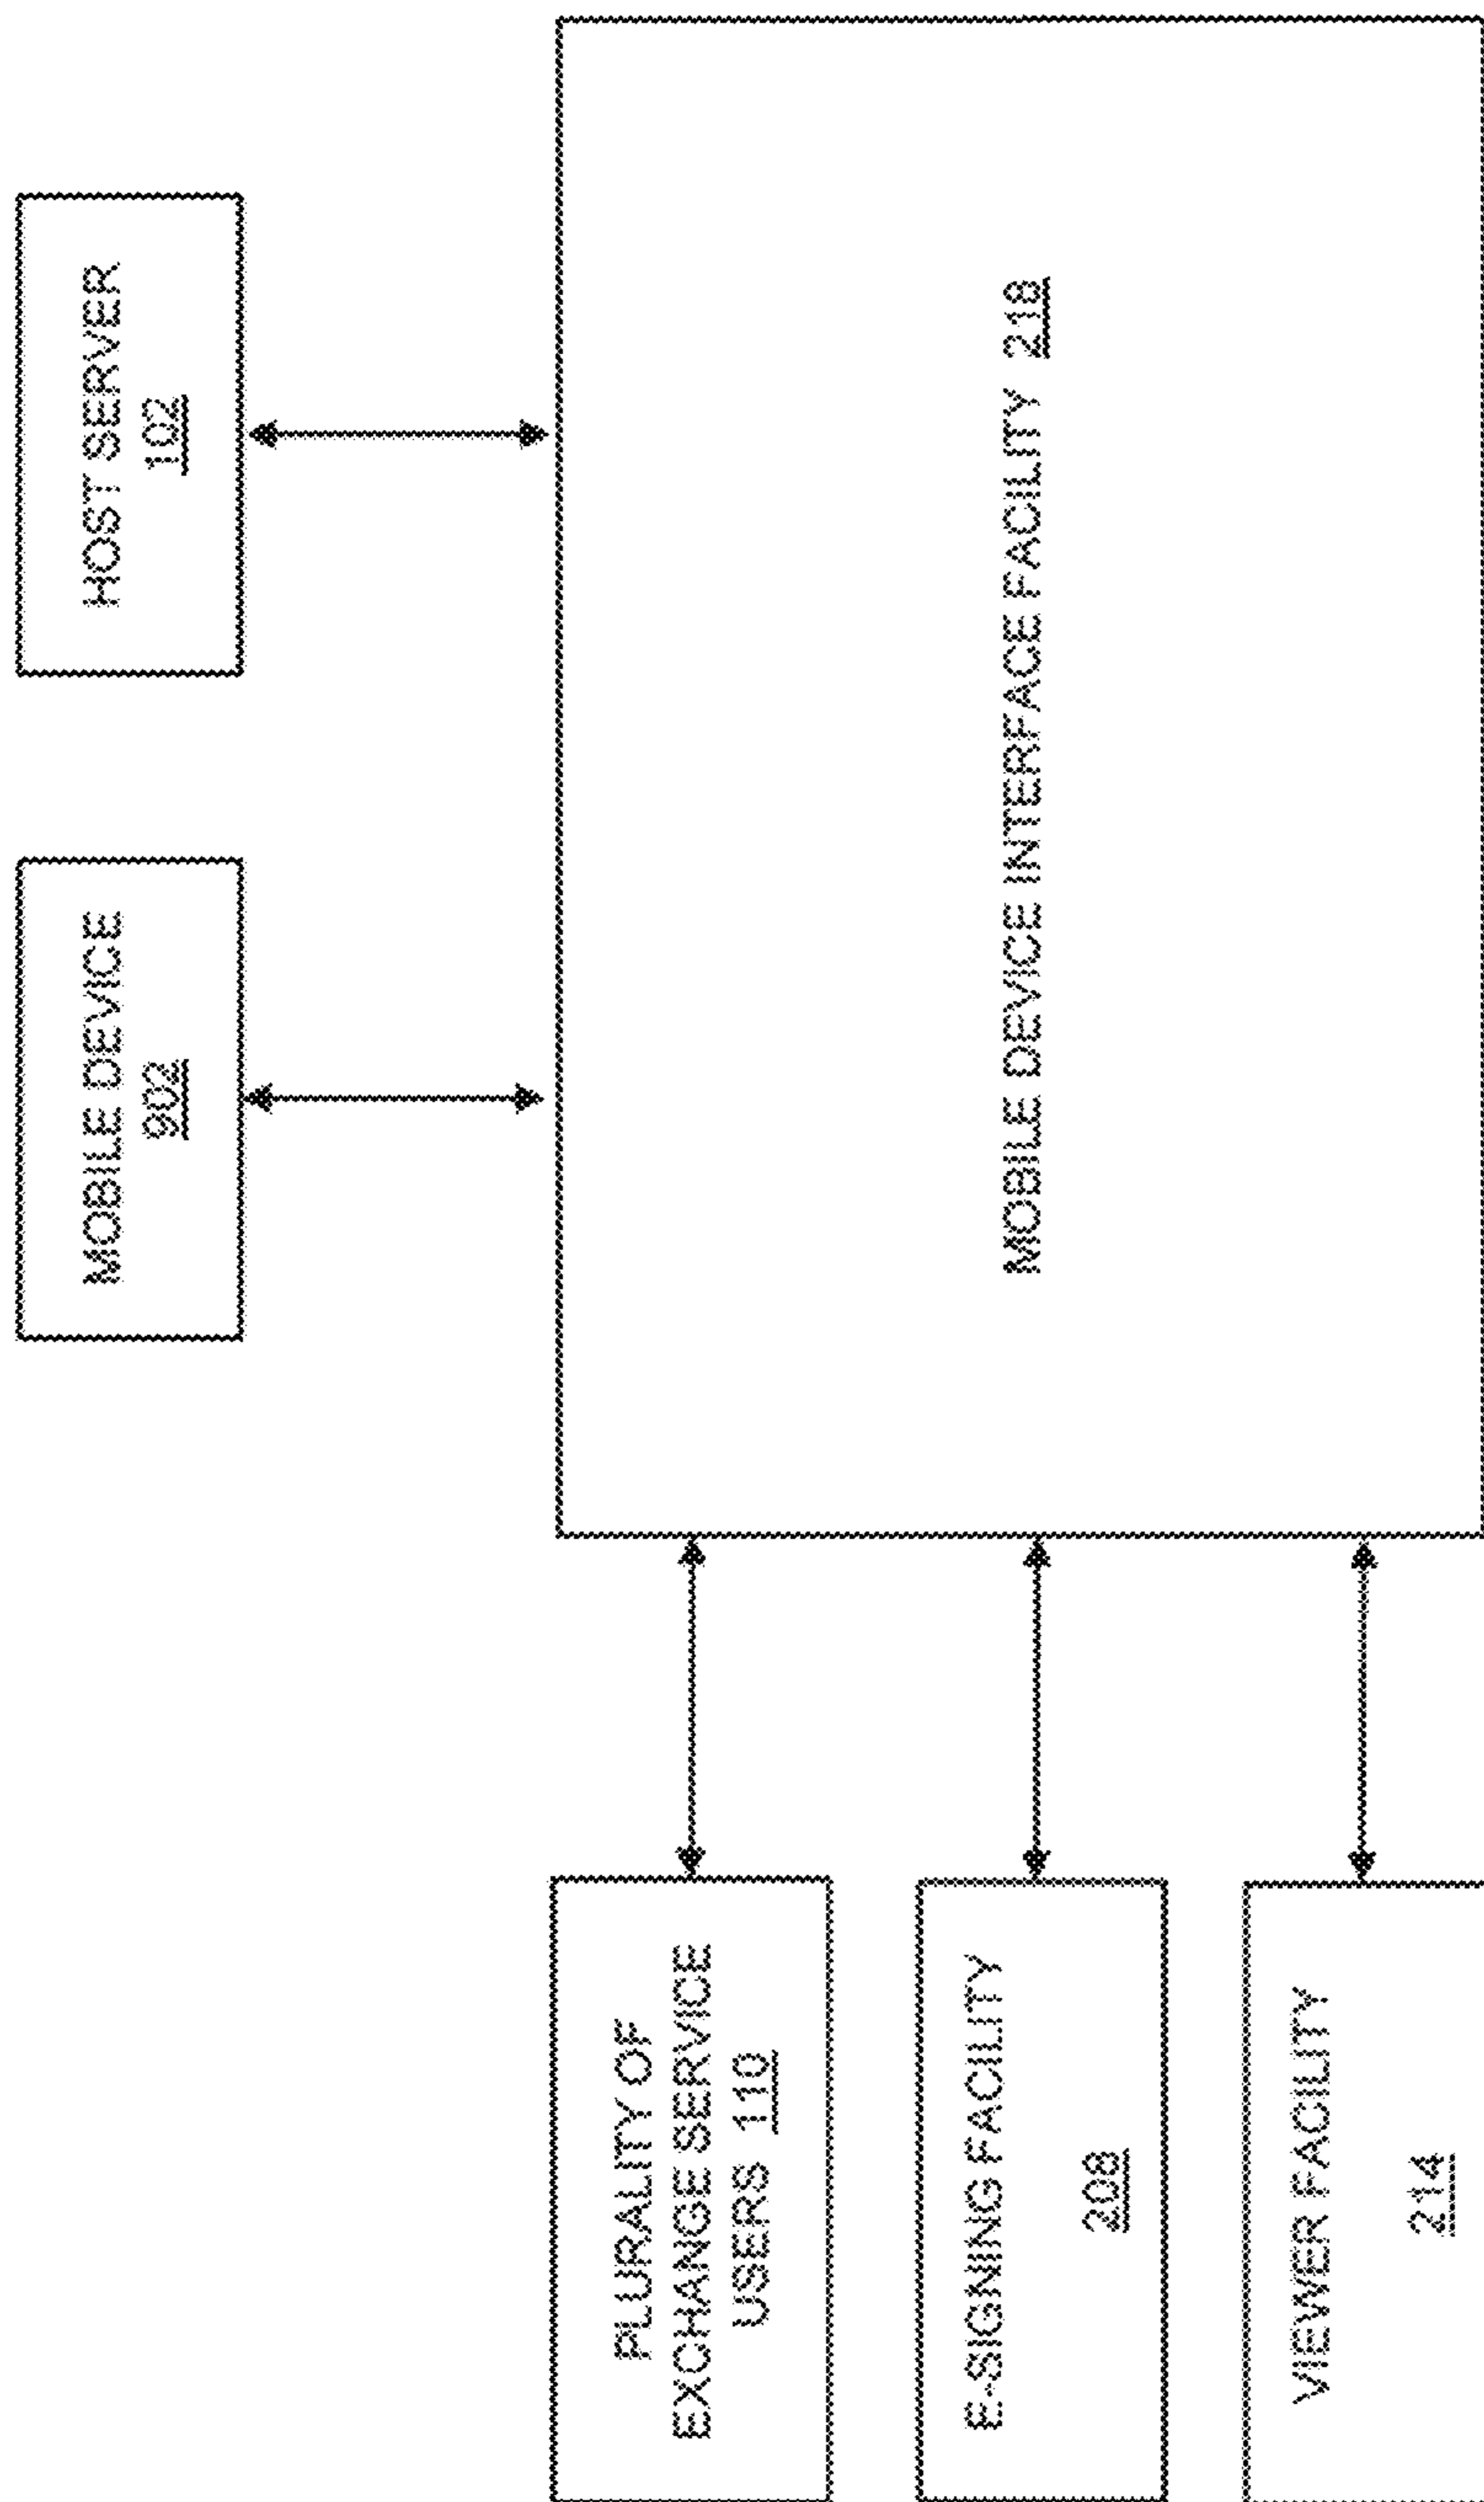 MOBILE DEVICE
902
HOST SERVER
102
PLURALITY OF
EXCHANGE SERVICE
USERS 110
MOBILE DEVICE INTERFACE FACILITY 218
E-SIGNING FACILITY
208
VIEWER FACILITY
214